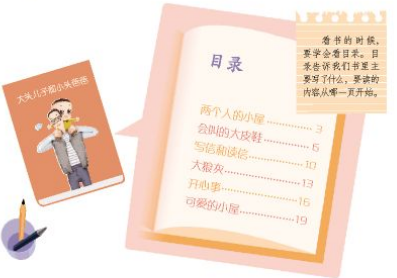 大头儿子和小头爸爸
目录
两个人的小屋…………3
会叫的大皮鞋…………6
写信和读信…………10
大狼灰…………13
开心事…………16
可爱的小屋…………19
看书的时候，
要学会看目录。目
录告诉我们书里主
要写了什么，要读的
内容从哪一页开始。